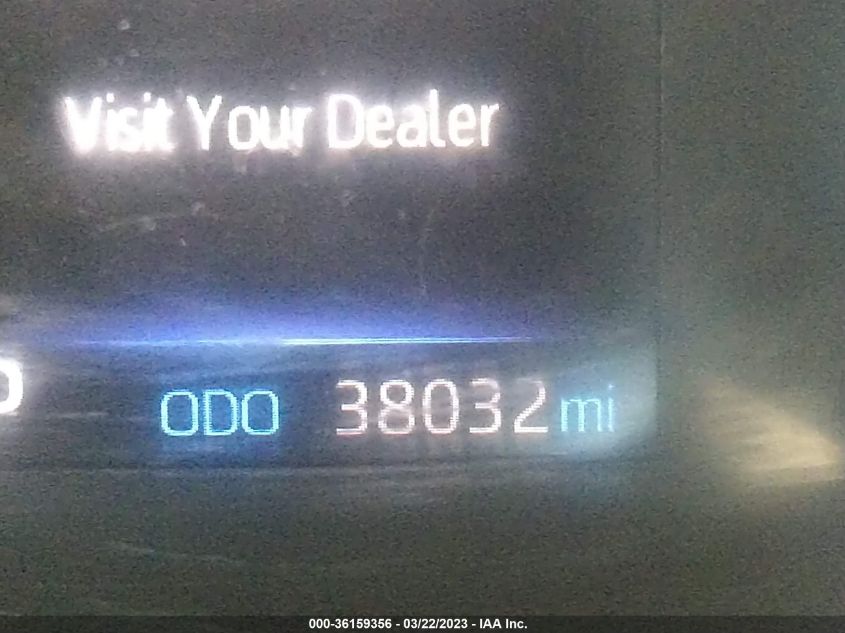 Visit Your Dealer
ODO 38032 mi
000-36159356 - 03/22/2023 - IAA Inc.